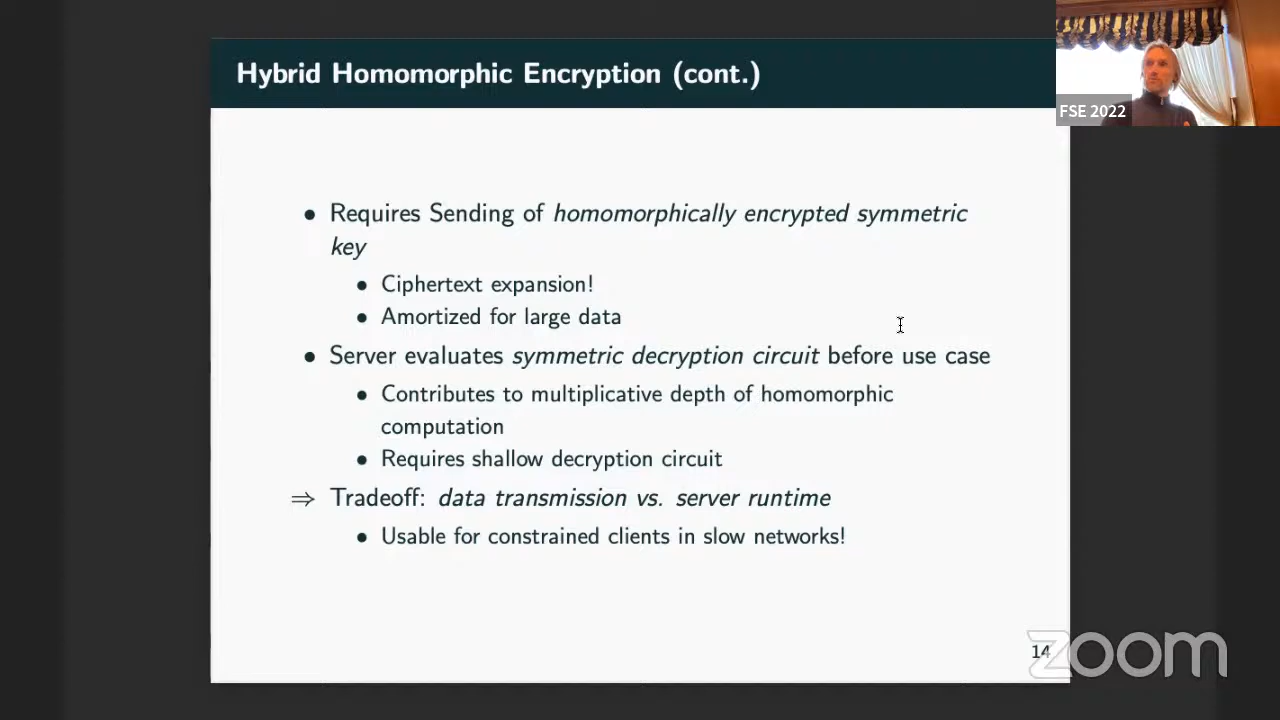 Hybrid Homomorphic Encryption (cont.)
FSE 2022
• Requires Sending of homomorphically encrypted symmetric
key
• Ciphertext expansion!
• Amortized for large data
• Server evaluates symmetric decryption circuit before use case
• Contributes to multiplicative depth of homomorphic
computation
• Requires shallow decryption circuit
⇒ Tradeoff: data transmission vs. server runtime
• Usable for constrained clients in slow networks!
14
zoom